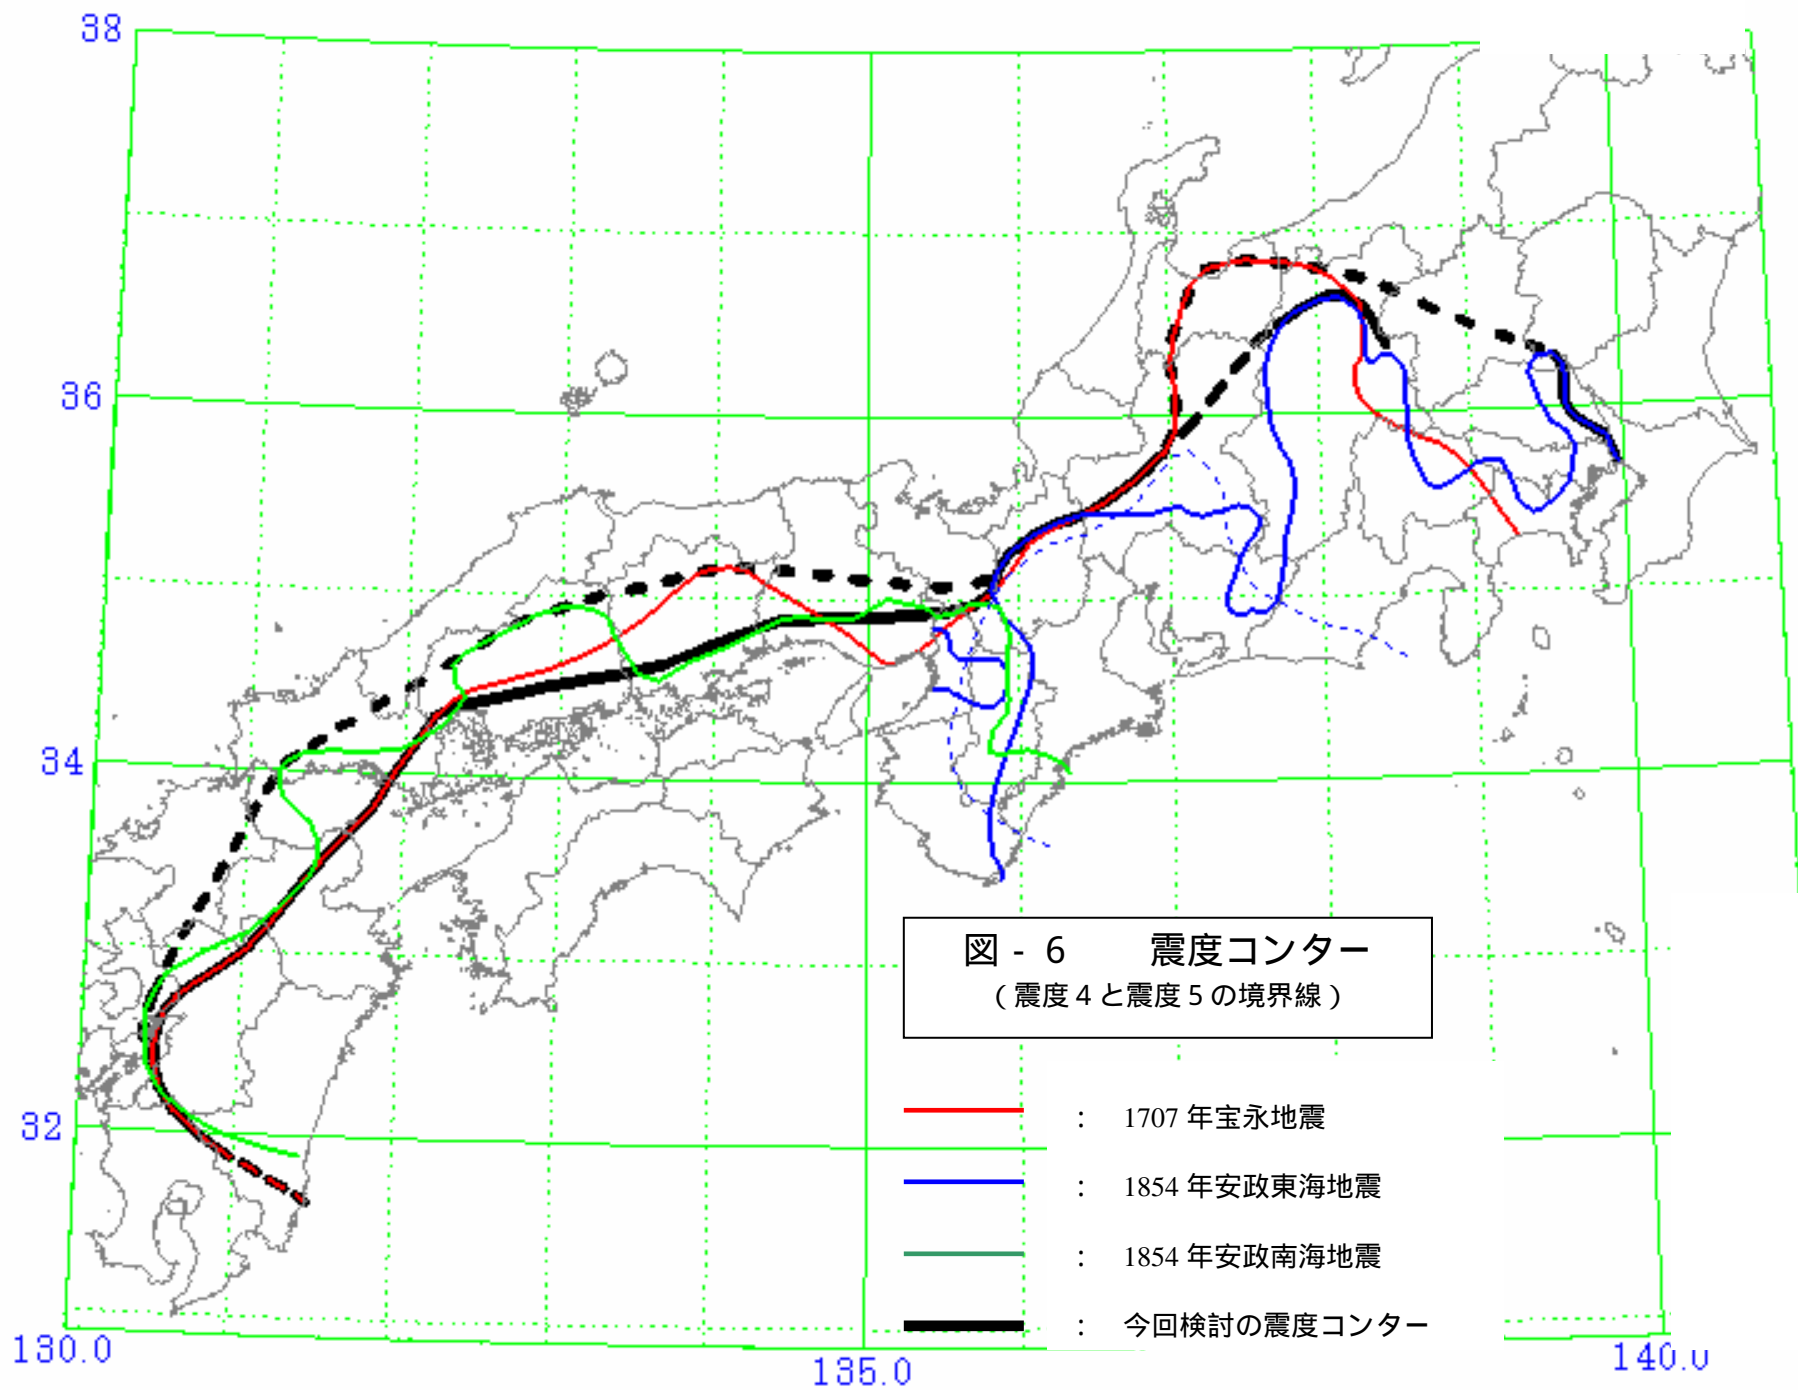 38
36
34
32
130.0
135.0
140.0
図 - 6 震度コンター
（震度４と震度５の境界線）
: 1707 年宝永地震
: 1854 年安政東海地震
: 1854 年安政南海地震
: 今回検討の震度コンター